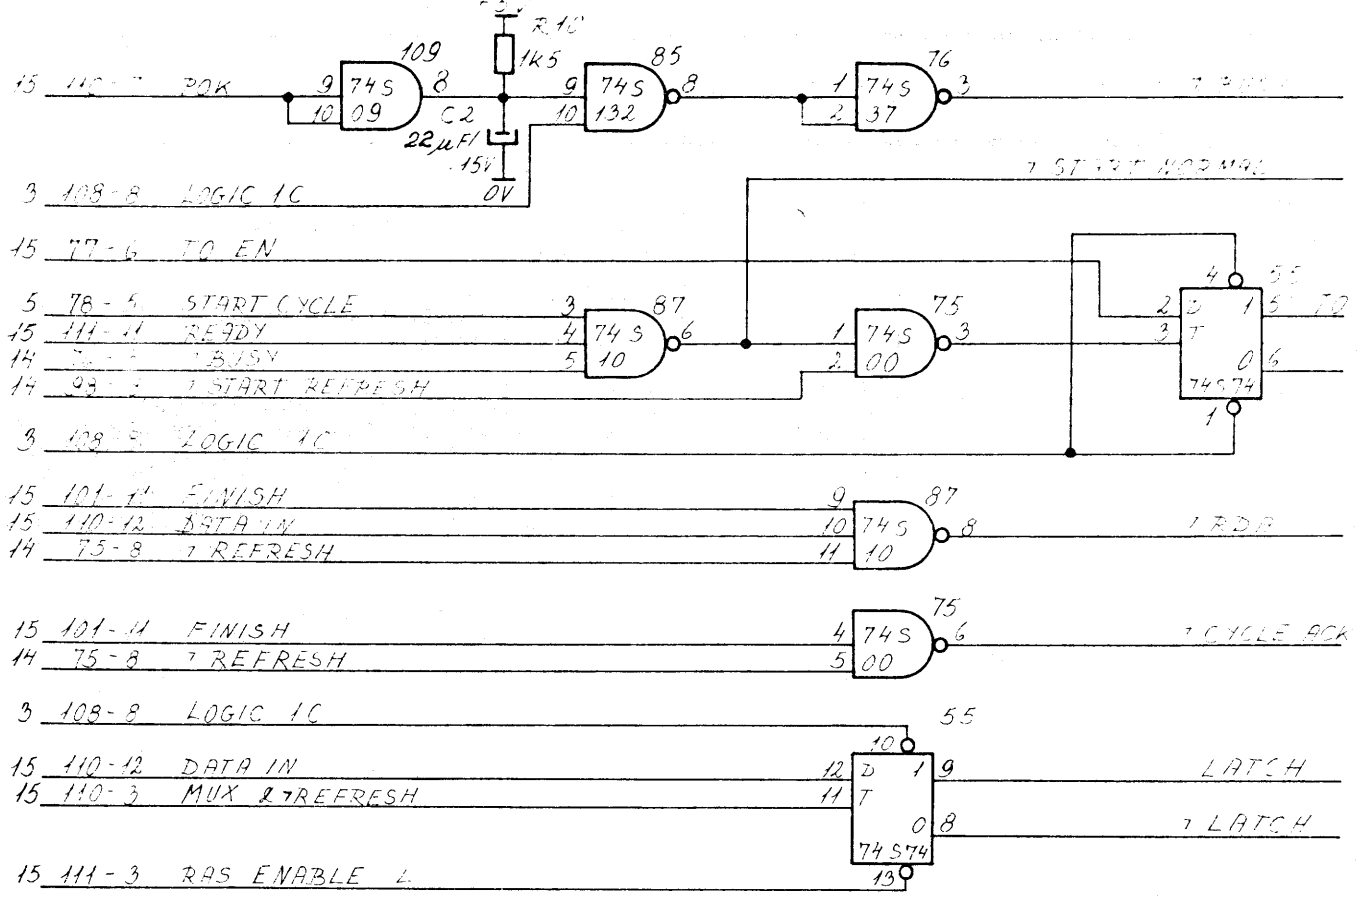 R10
109 85 76
1k5
15 POK 9 74S 8 9 74S 8 1 74S 3
10 09 C2 10 132 2 37
22µF/
15V
¬ START NORMAL
3 108-8 LOGIC 1C 0V
15 77-6 TO EN 4 55
5 78-5 START CYCLE 3 87 75 2 D 1 5 TO
15 111-11 READY 4 74S 6 1 74S 3 3 T
14 ¬ BUSY 5 10 2 00 0 6
14 ¬ START REFRESH 74S74
1
3 108-8 LOGIC 1C
15 101-11 FINISH 9 87
15 110-12 DATA IN 10 74S 8 ¬ RDA
14 75-8 ¬ REFRESH 11 10
75
15 101-11 FINISH 4 74S 6 ¬ CYCLE ACK
14 75-8 ¬ REFRESH 5 00
3 108-8 LOGIC 1C 55
10
15 110-12 DATA IN 12 D 1 9 LATCH
15 110-3 MUX & ¬REFRESH 11 T
0 8 ¬ LATCH
74S74
15 111-3 RAS ENABLE L 13